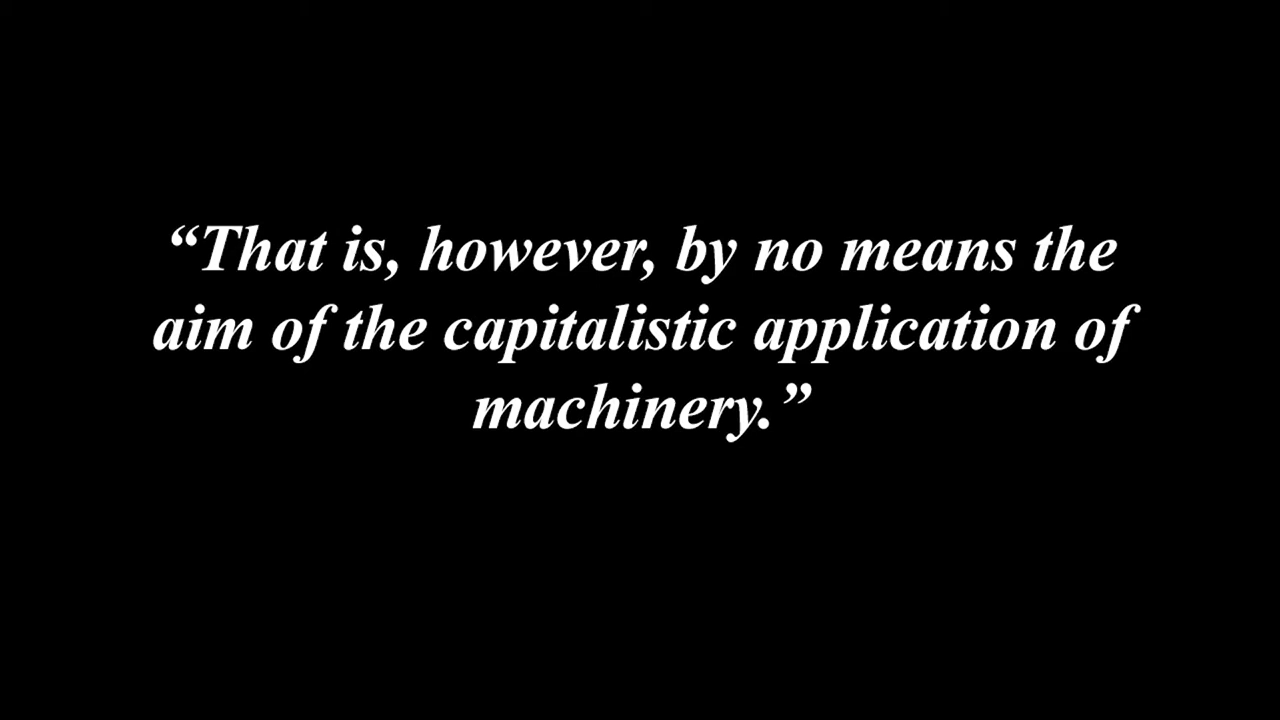 “That is, however, by no means the
aim of the capitalistic application of
machinery.”